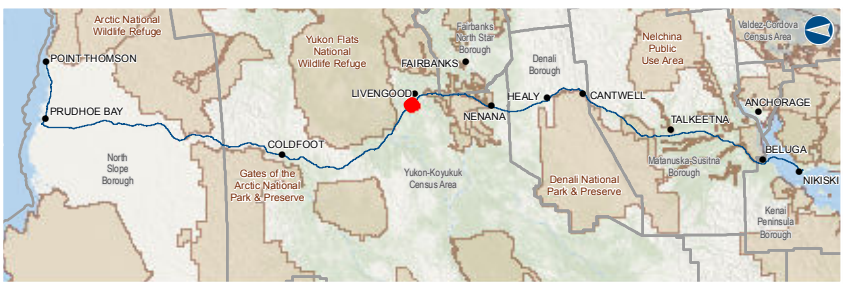 Arctic National
Wildlife Refuge
POINT THOMSON
PRUDHOE BAY
North
Slope
Borough
COLDFOOT
Gates of the
Arctic National
Park & Preserve
Yukon Flats
National
Wildlife Refuge
LIVENGOOD
FAIRBANKS
Fairbanks
North Star
Borough
NENANA
Yukon-Koyukuk
Census Area
HEALY
Denali
Borough
CANTWELL
Denali National
Park & Preserve
Nelchina
Public
Use Area
TALKEETNA
Matanuska-Susitna
Borough
Valdez-Cordova
Census Area
ANCHORAGE
BELUGA
NIKISKI
Kenai
Peninsula
Borough